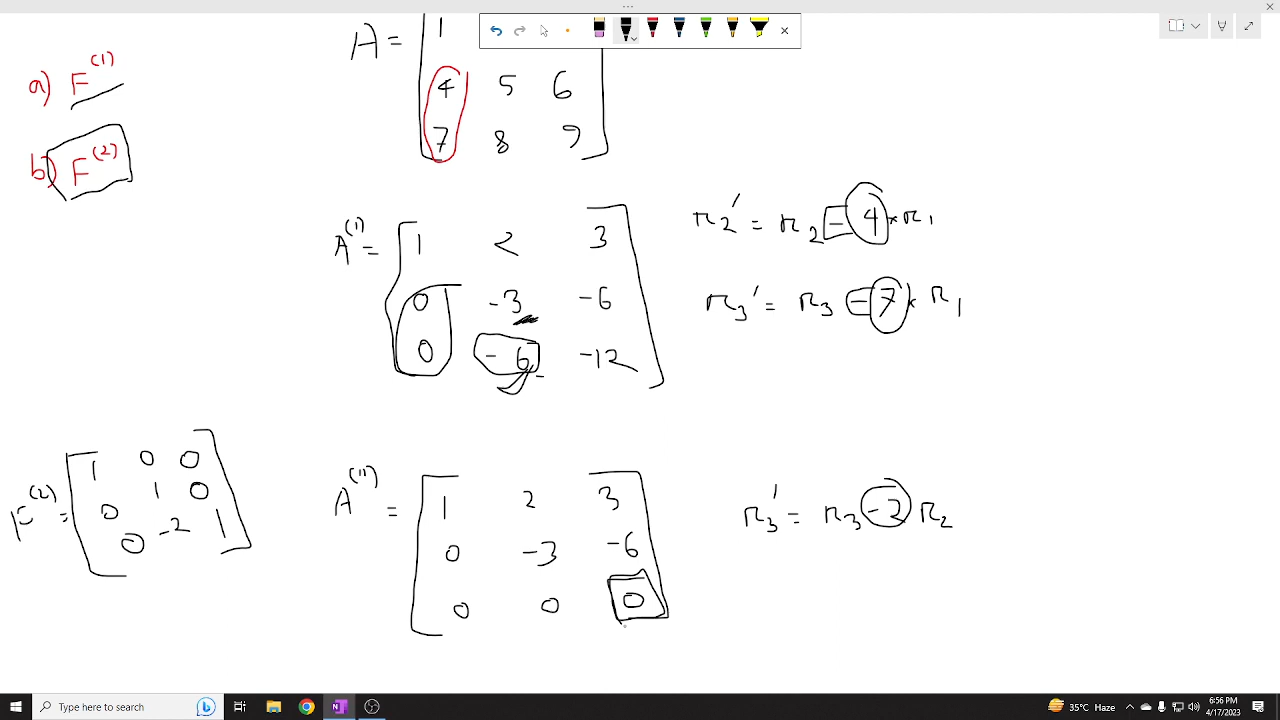 a) F^(1)
b) F^(2)
A = [ 1
4 5 6
7 8 9 ]
A^(1) = [ 1 2 3
0 -3 -6
0 -6 -12 ]
r2' = r2 - 4 * r1
r3' = r3 - 7 * r1
F^(2) = [ 1 0 0
0 1 0
0 -2 1 ]
A^(11) = [ 1 2 3
0 -3 -6
0 0 0 ]
r3' = r3 - 2 r2
Type here to search
35°C Haze
6:56 PM
4/17/2023